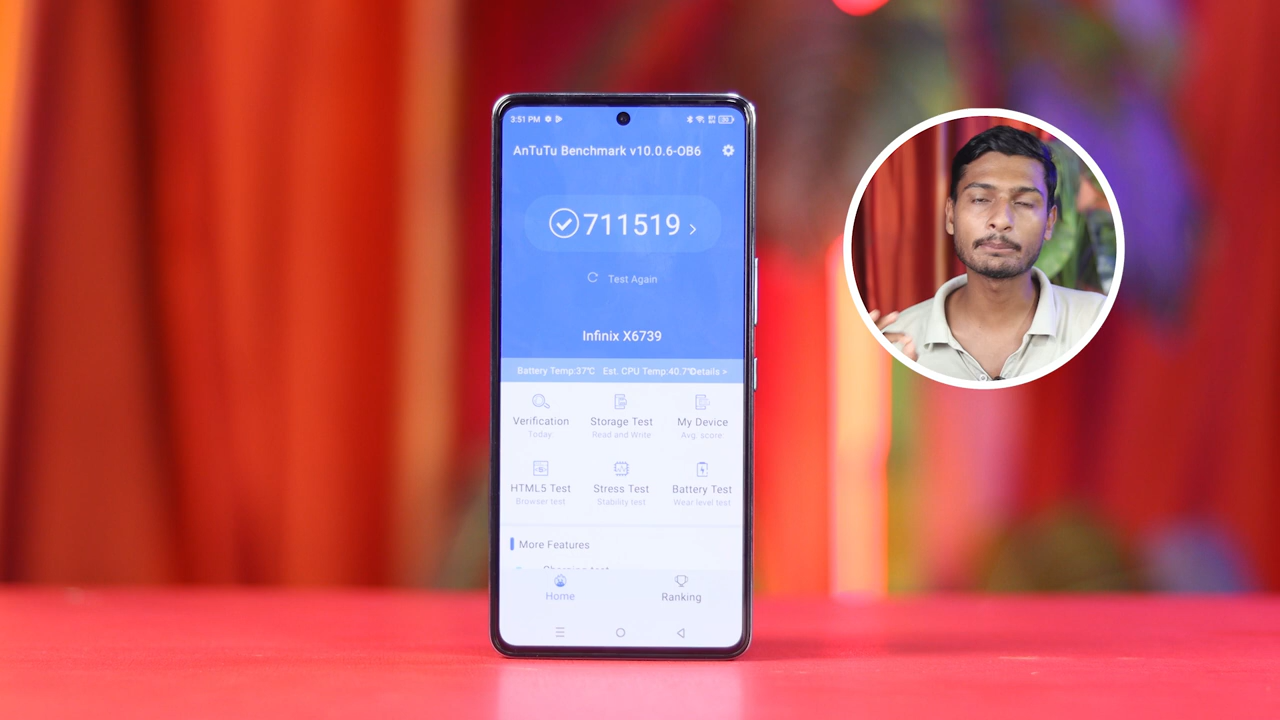 3:51 PM
AnTuTu Benchmark v10.0.6-OB6
711519 >
Test Again
Infinix X6739
Battery Temp:37℃ Est. CPU Temp:40.7℃ Details >
Verification Storage Test My Device
Today Read and Write Avg. score
HTML5 Test Stress Test Battery Test
Browser test Stability test Wear level test
More Features
Charging test
Home Ranking